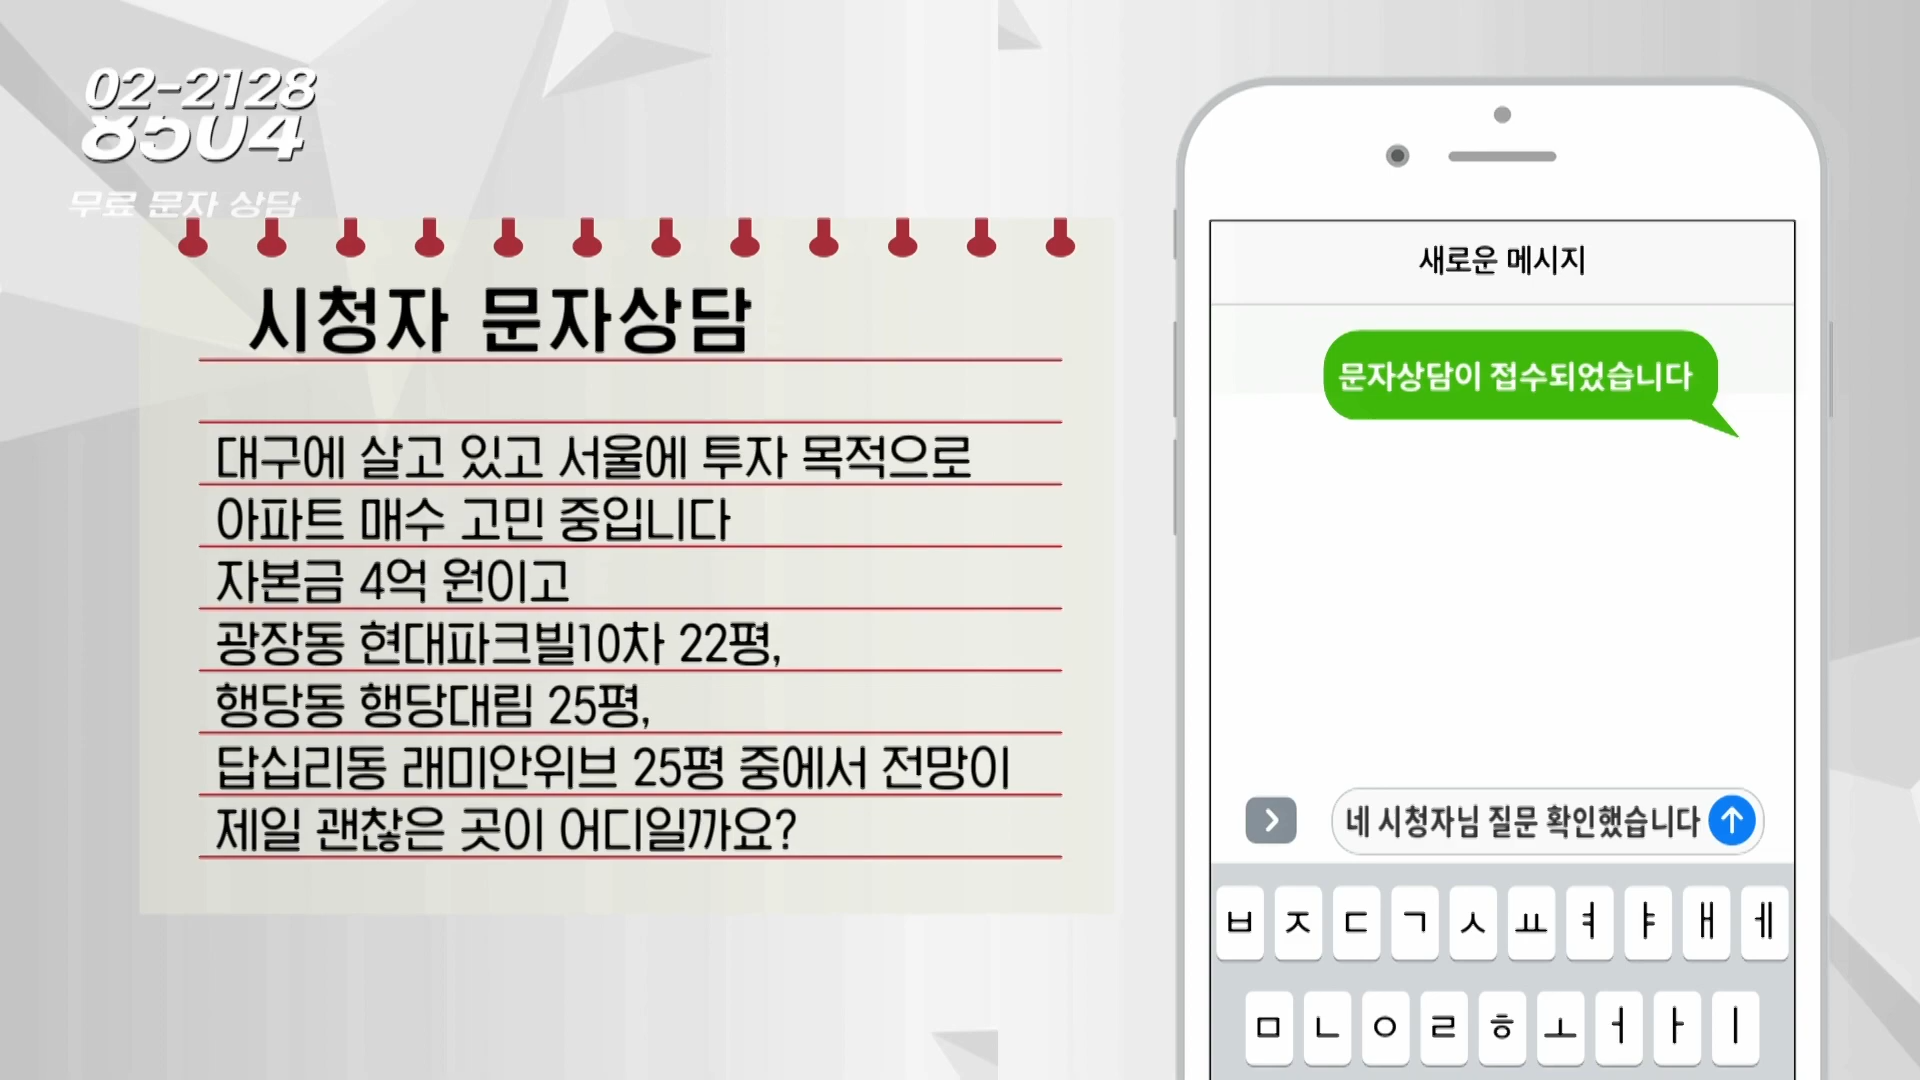 02-2128
8504
무료 문자 상담
시청자 문자상담
대구에 살고 있고 서울에 투자 목적으로
아파트 매수 고민 중입니다
자본금 4억 원이고
광장동 현대파크빌10차 22평,
행당동 행당대림 25평,
답십리동 래미안위브 25평 중에서 전망이
제일 괜찮은 곳이 어디일까요?
새로운 메시지
문자상담이 접수되었습니다
네 시청자님 질문 확인했습니다
ㅂ ㅈ ㄷ ㄱ ㅅ ㅛ ㅕ ㅑ ㅐ ㅔ
ㅁ ㄴ ㅇ ㄹ ㅎ ㅗ ㅓ ㅏ ㅣ